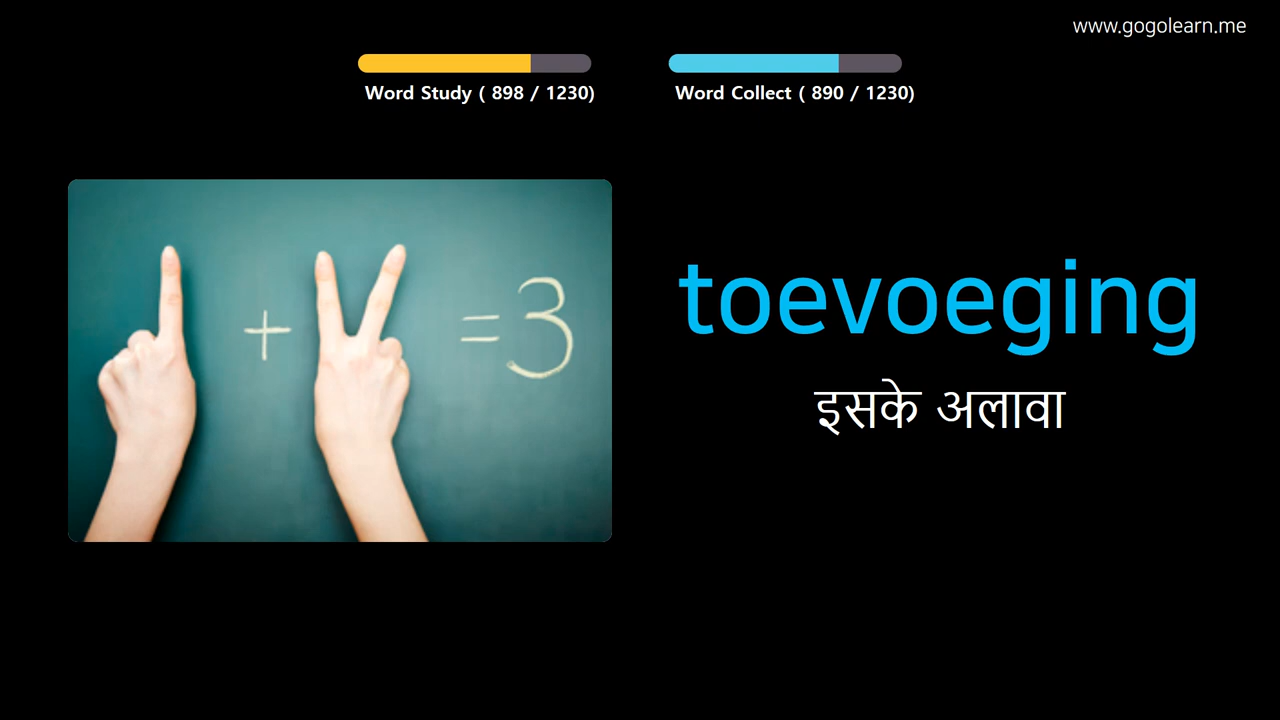 www.gogolearn.me
Word Study ( 898 / 1230)
Word Collect ( 890 / 1230)
+ = 3
toevoeging
इसके अलावा